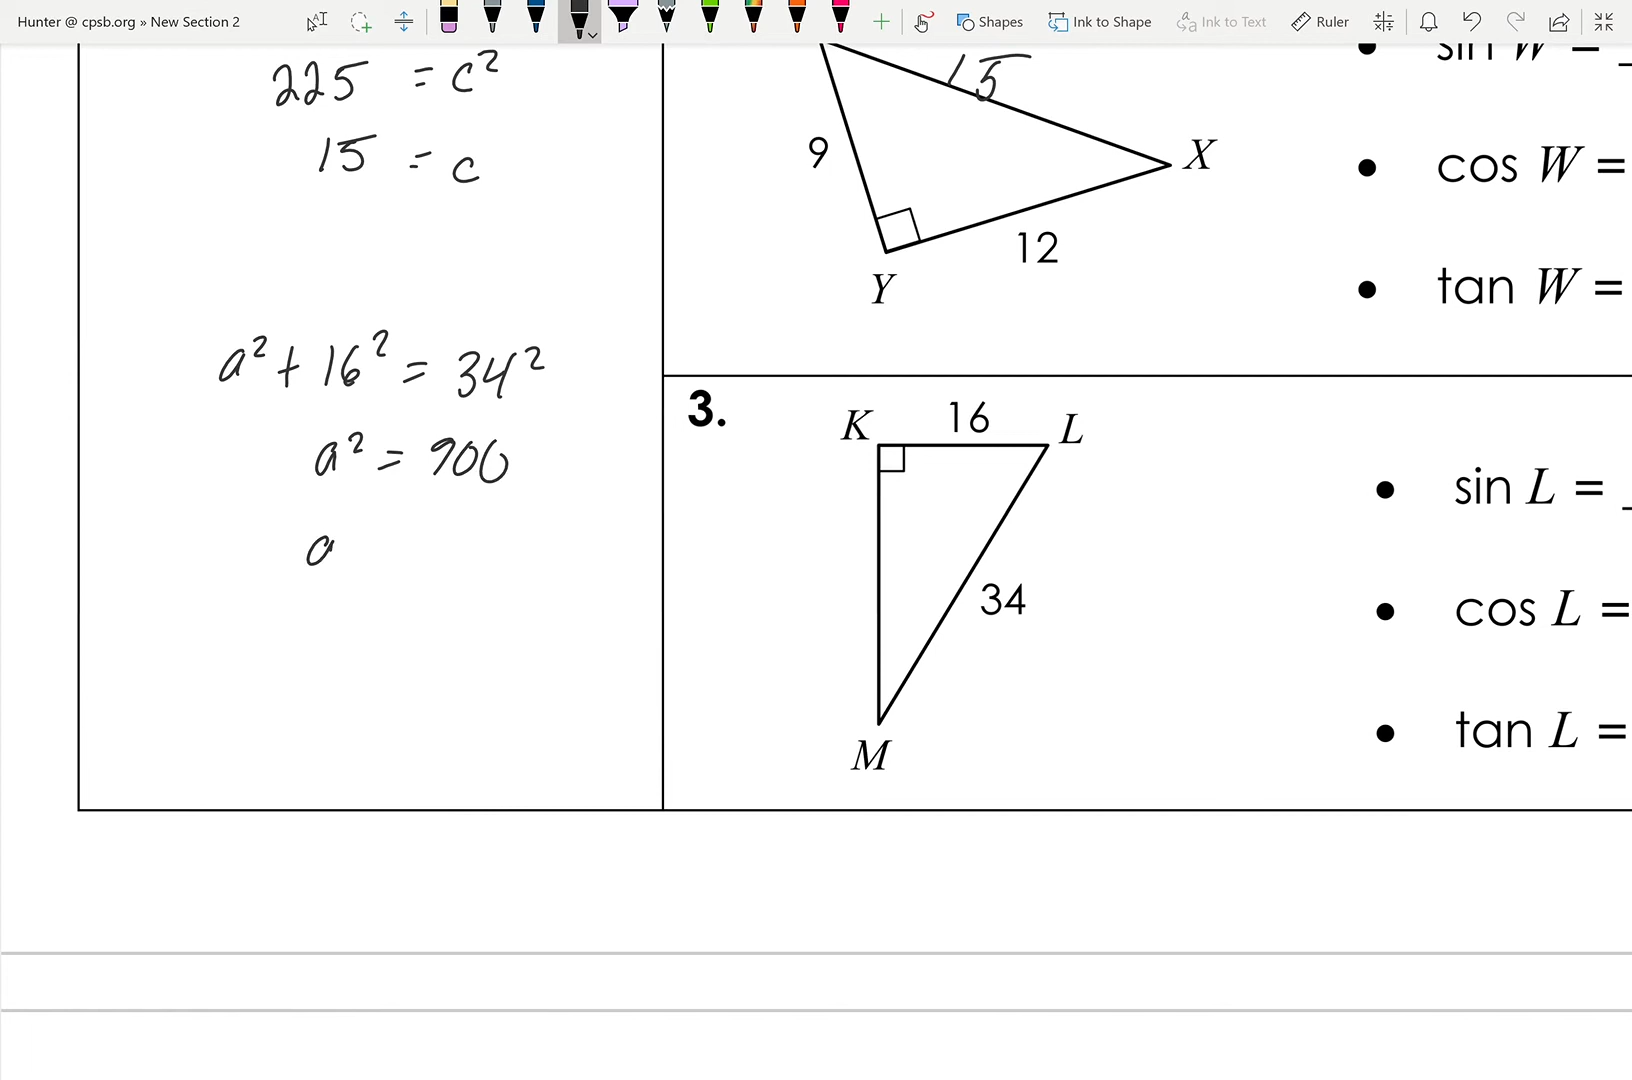 Hunter @ cpsb.org » New Section 2
Shapes
Ink to Shape
Ink to Text
Ruler
225 = c²
15 = c
a² + 16² = 34²
a² = 900
a
15
9
X
12
Y
• sin W = _
• cos W =
• tan W =
3.
K
16
L
34
M
• sin L = _
• cos L =
• tan L =